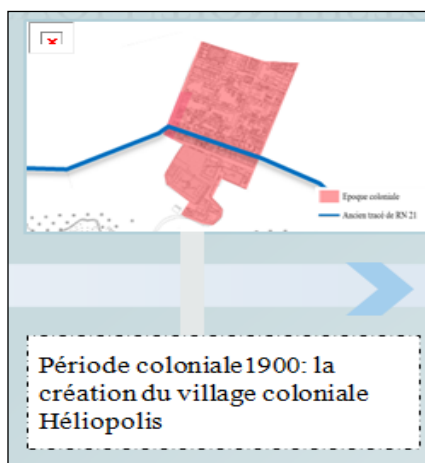 Epoque coloniale
Ancien tracé de RN 21
Période coloniale1900: la
création du village coloniale
Héliopolis